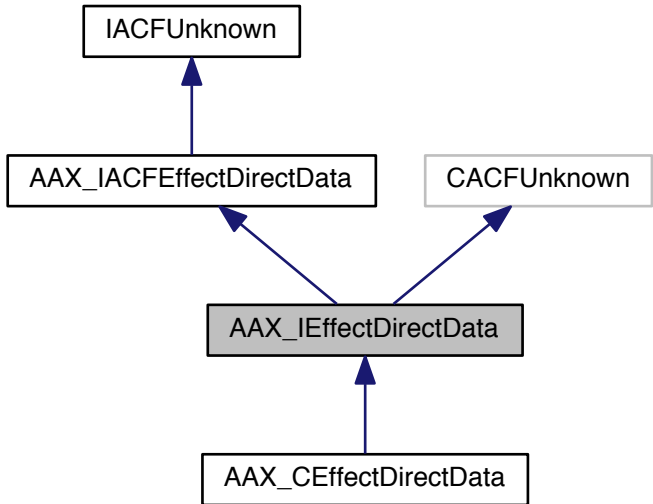 IACFUnknown
AAX_IACFEffectDirectData
CACFUnknown
AAX_IEffectDirectData
AAX_CEffectDirectData